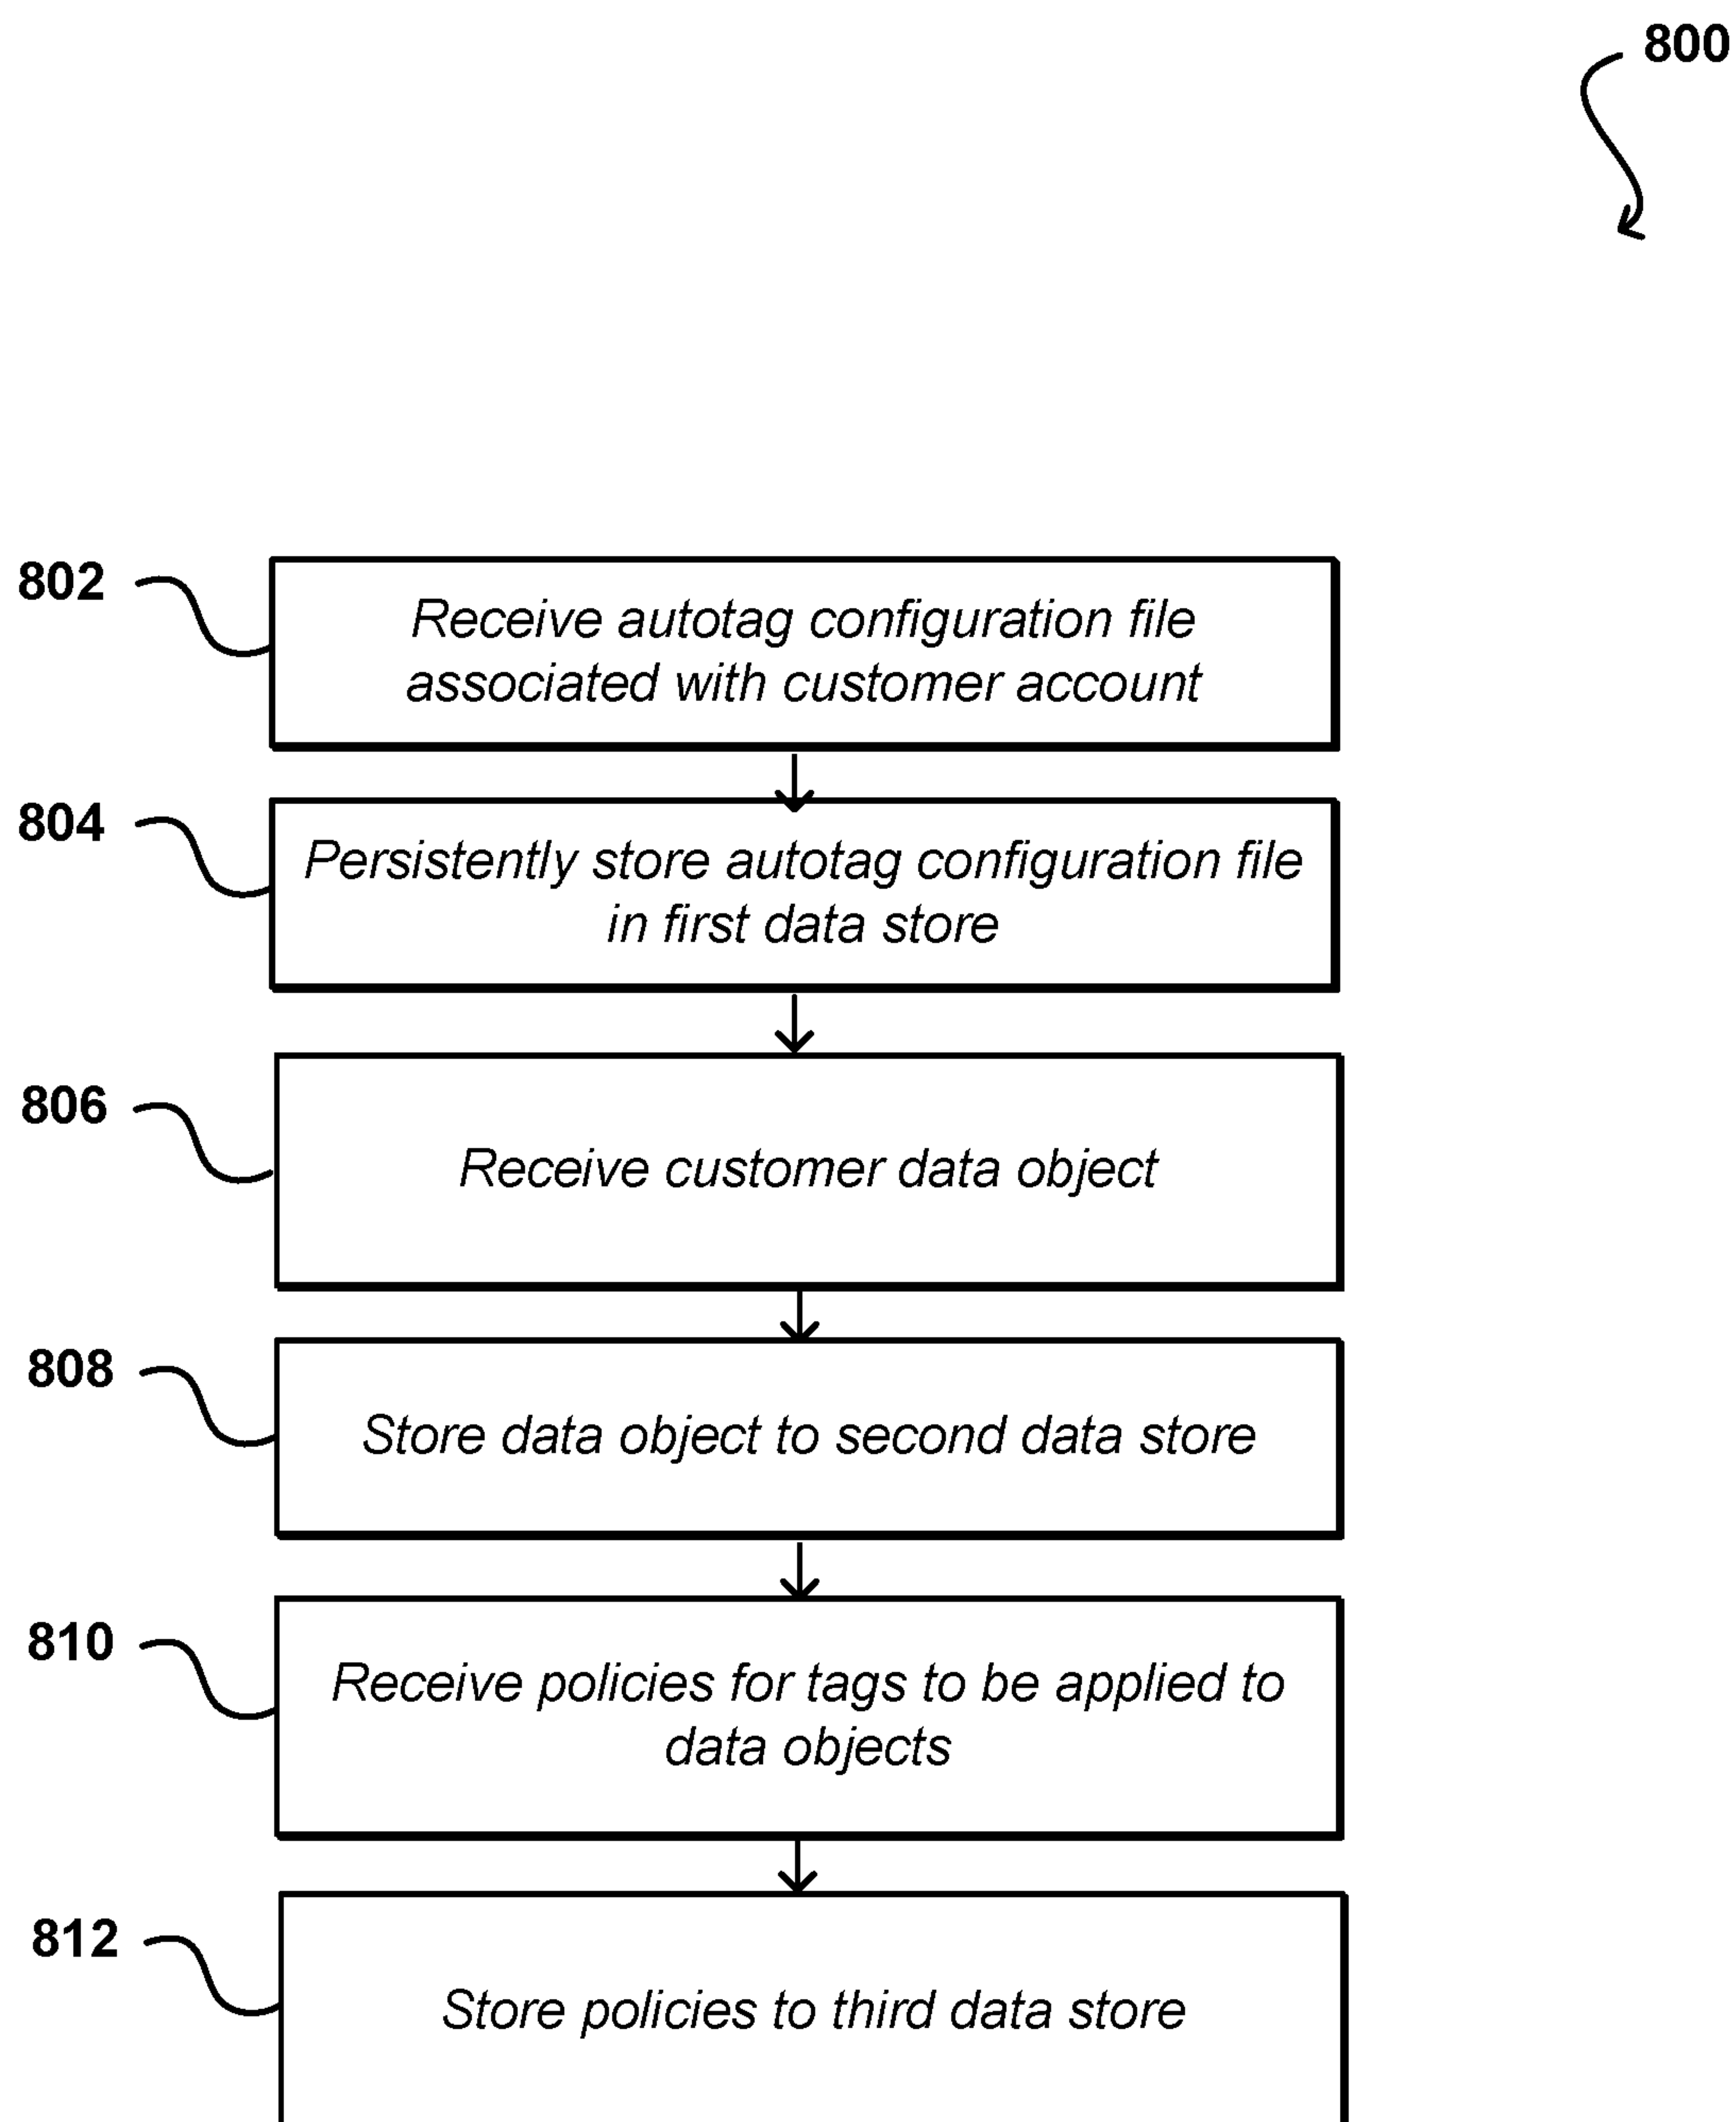 800
802
Receive autotag configuration file
associated with customer account
804
Persistently store autotag configuration file
in first data store
806
Receive customer data object
808
Store data object to second data store
810
Receive policies for tags to be applied to
data objects
812
Store policies to third data store